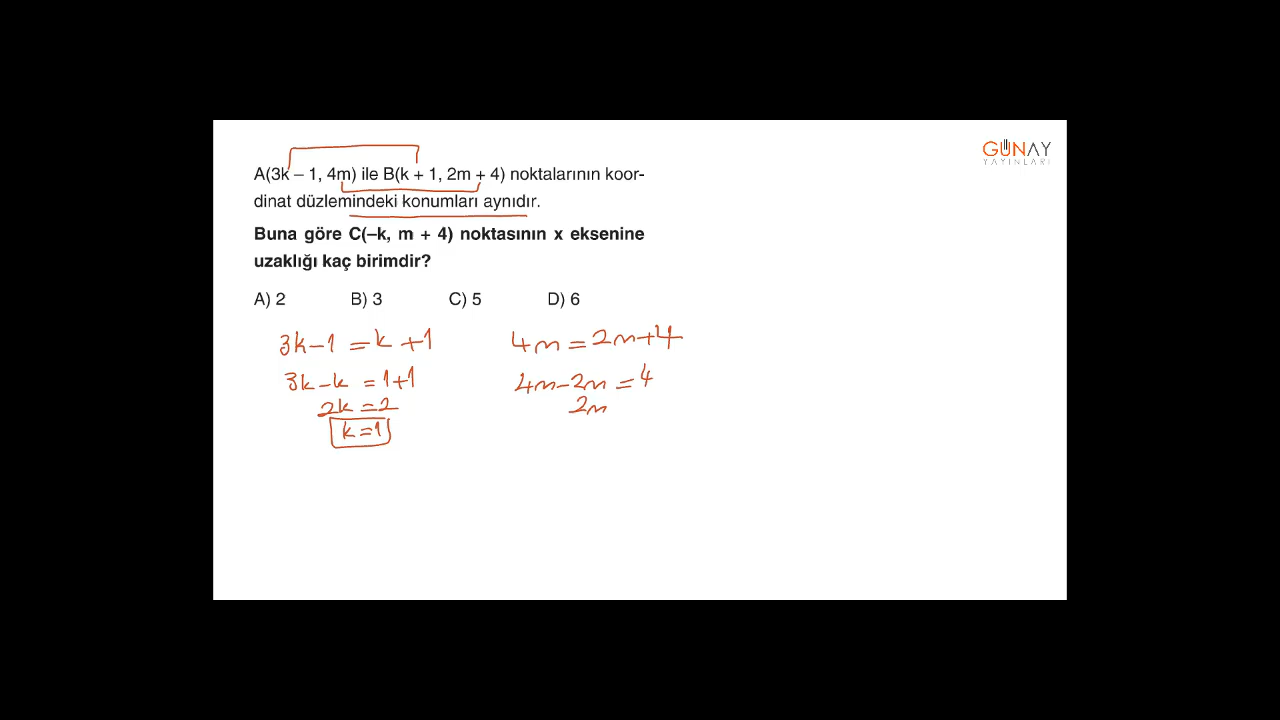 GÜNAY
YAYINLARI
A(3k – 1, 4m) ile B(k + 1, 2m + 4) noktalarının koor-
dinat düzlemindeki konumları aynıdır.
Buna göre C(–k, m + 4) noktasının x eksenine
uzaklığı kaç birimdir?
A) 2 B) 3 C) 5 D) 6
3k-1 = k +1 4m = 2m+4
3k-k = 1+1 4m-2m = 4
2k = 2 2m
k = 1